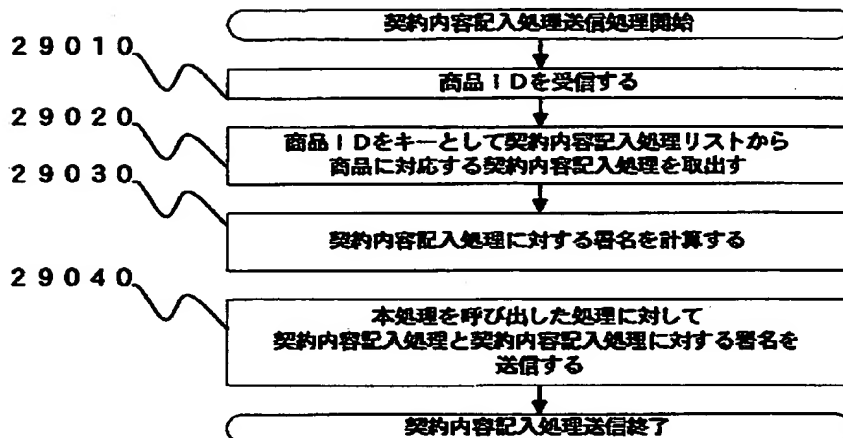 契約内容記入処理送信処理開始
29010
商品IDを受信する
29020
商品IDをキーとして契約内容記入処理リストから
商品に対応する契約内容記入処理を取出す
29030
契約内容記入処理に対する署名を計算する
29040
本処理を呼び出した処理に対して
契約内容記入処理と契約内容記入処理に対する署名を
送信する
契約内容記入処理送信終了